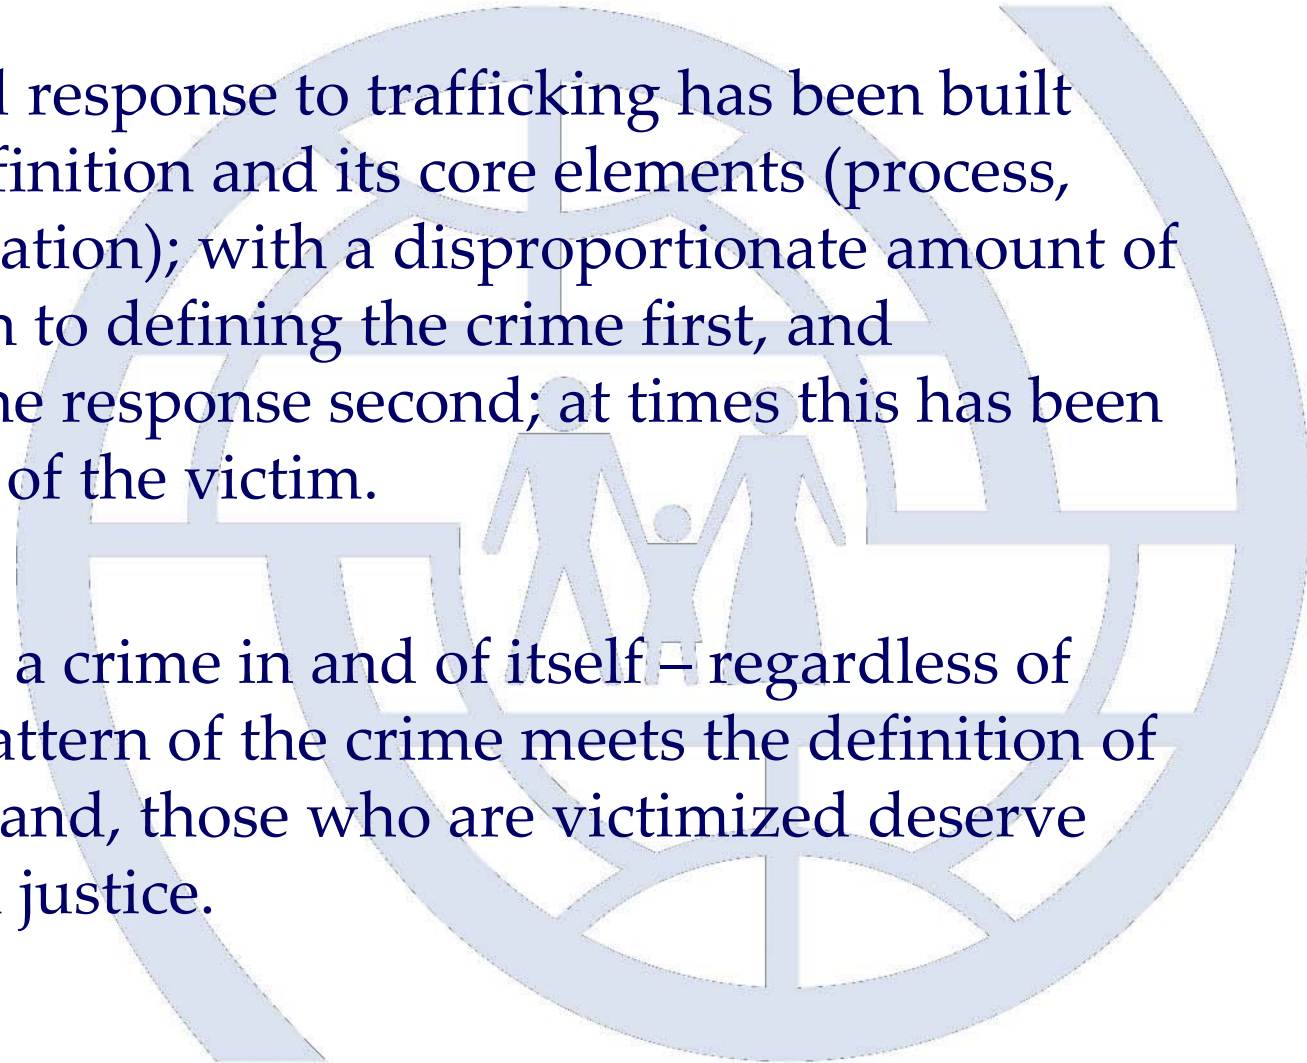 response to trafficking has been built
finition and its core elements (process,
ation); with a disproportionate amount of
to defining the crime first, and
response second; at times this has been
of the victim.
a crime in and of itself – regardless of
attern of the crime meets the definition of
and, those who are victimized deserve
justice.